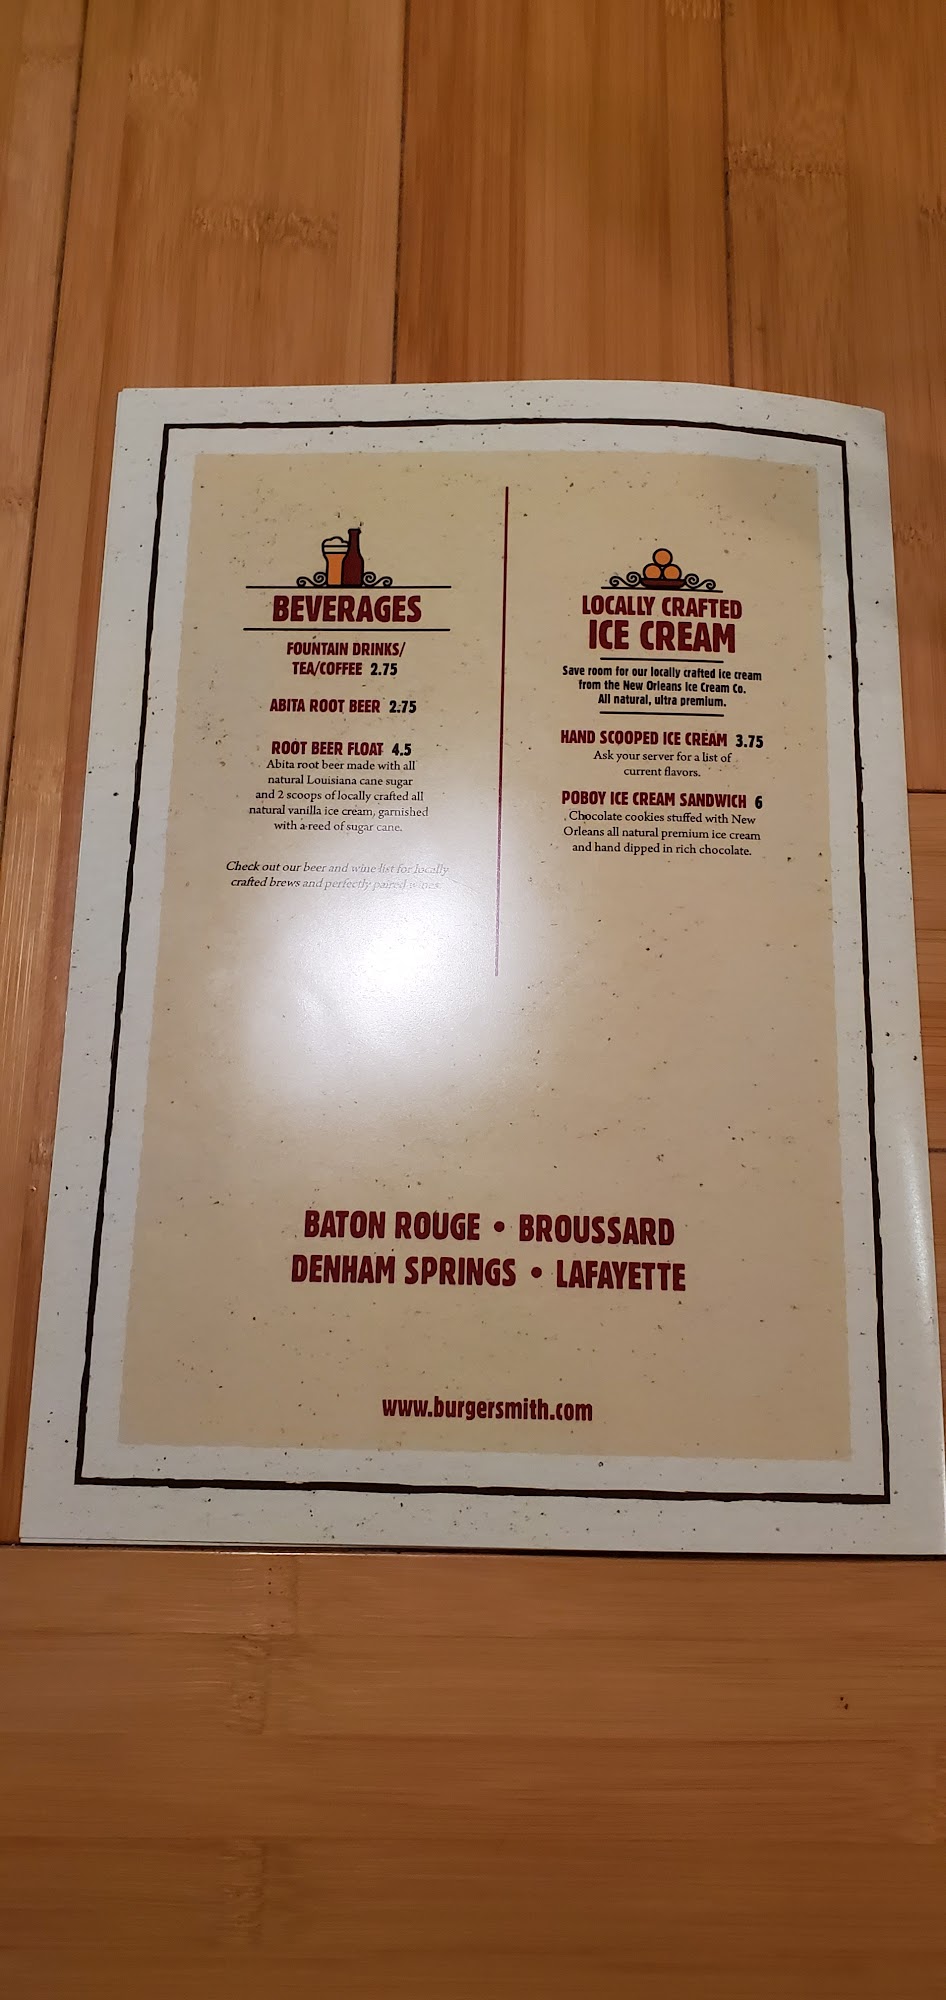 BEVERAGES
FOUNTAIN DRINKS/
TEA/COFFEE 2.75
ABITA ROOT BEER 2.75
ROOT BEER FLOAT 4.5
Abita root beer made with all
natural Louisiana cane sugar
and 2 scoops of locally crafted all
natural vanilla ice cream, garnished
with a reed of sugar cane.
Check out our beer and wine list for locally
crafted brews and perfectly paired wines.
LOCALLY CRAFTED
ICE CREAM
Save room for our locally crafted ice cream
from the New Orleans Ice Cream Co.
All natural, ultra premium.
HAND SCOOPED ICE CREAM 3.75
Ask your server for a list of
current flavors.
POBOY ICE CREAM SANDWICH 6
Chocolate cookies stuffed with New
Orleans all natural premium ice cream
and hand dipped in rich chocolate.
BATON ROUGE • BROUSSARD
DENHAM SPRINGS • LAFAYETTE
www.burgersmith.com